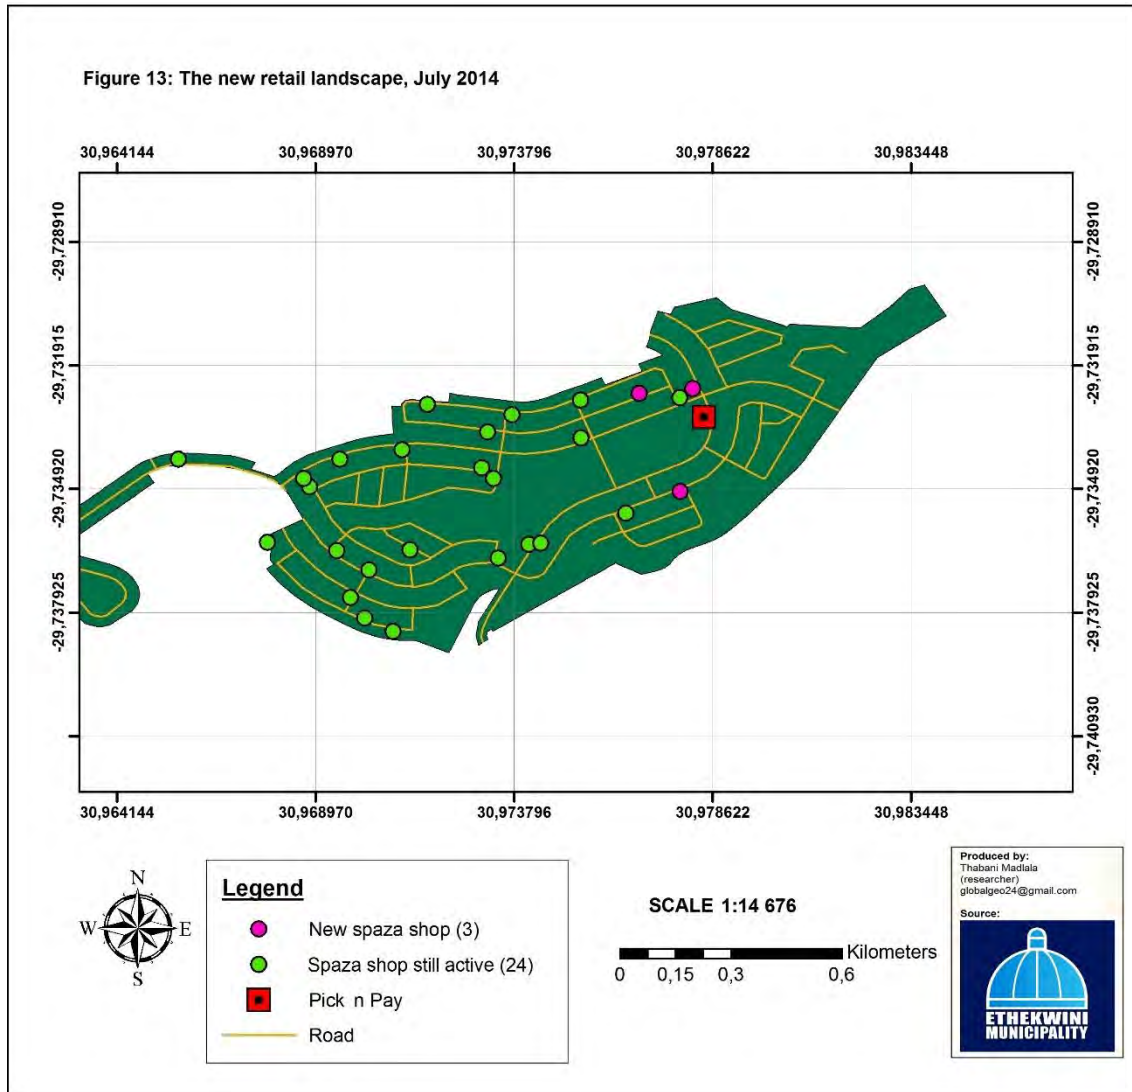 Figure 13: The new retail landscape, July 2014
30,964144 30,968970 30,973796 30,978622 30,983448
-29,728910 -29,728910
-29,731915 -29,731915
-29,734920 -29,734920
-29,737925 -29,737925
-29,740930 -29,740930
30,964144 30,968970 30,973796 30,978622 30,983448
N
W E
S
Legend
New spaza shop (3)
Spaza shop still active (24)
Pick n Pay
Road
SCALE 1:14 676
Kilometers
0 0,15 0,3 0,6
Produced by:
Thabani Madlala
(researcher)
globalgeo24@gmail.com
Source:
ETHEKWINI
MUNICIPALITY